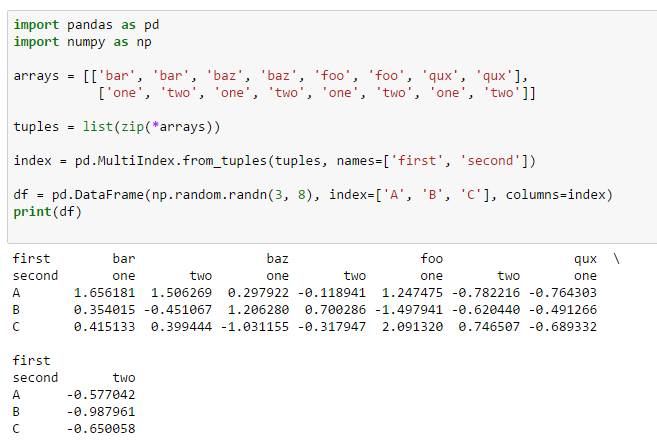 import pandas as pd
import numpy as np
arrays = [['bar', 'bar', 'baz', 'baz', 'foo', 'foo', 'qux', 'qux'],
          ['one', 'two', 'one', 'two', 'one', 'two', 'one', 'two']]
tuples = list(zip(*arrays))
index = pd.MultiIndex.from_tuples(tuples, names=['first', 'second'])
df = pd.DataFrame(np.random.randn(3, 8), index=['A', 'B', 'C'], columns=index)
print(df)
first        bar                 baz                 foo                 qux  \
second       one       two       one       two       one       two       one
A       1.656181  1.506269  0.297922 -0.118941  1.247475 -0.782216 -0.764303
B       0.354015 -0.451067  1.206280  0.700286 -1.497941 -0.620440 -0.491266
C       0.415133  0.399444 -1.031155 -0.317947  2.091320  0.746507 -0.689332
first
second       two
A      -0.577042
B      -0.987961
C      -0.650058